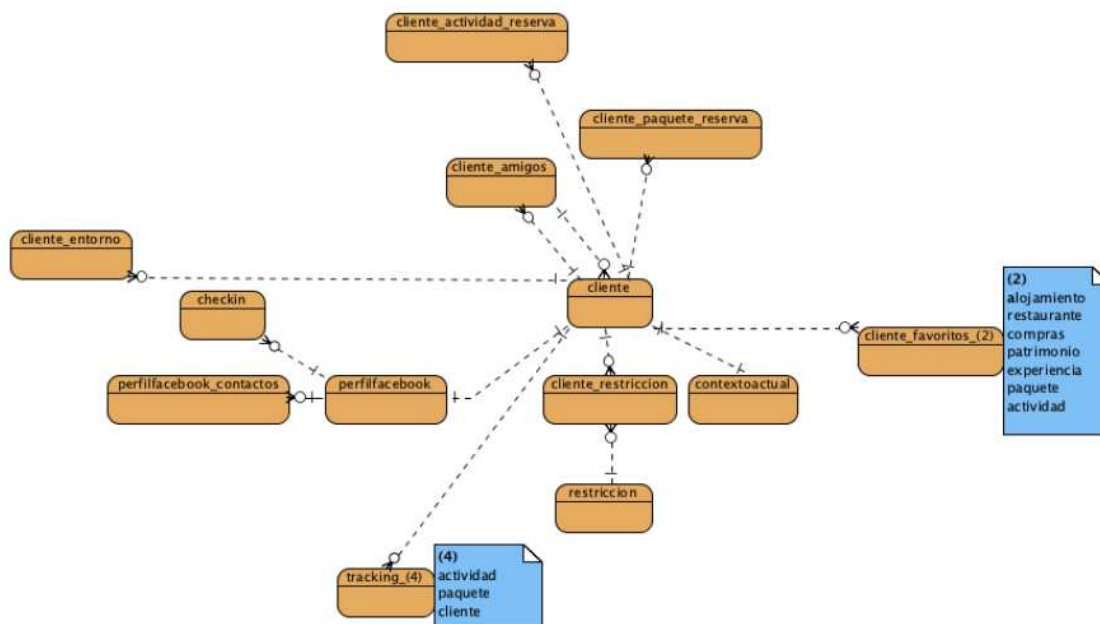 cliente_actividad_reserva
cliente_paquete_reserva
cliente_amigos
cliente_entorno
cliente
checkin
cliente_favoritos_(2)
(2)
alojamiento
restaurante
compras
patrimonio
experiencia
paquete
actividad
perfilfacebook_contactos
perfilfacebook
cliente_restriccion
contextoactual
restriccion
tracking_(4)
(4)
actividad
paquete
cliente